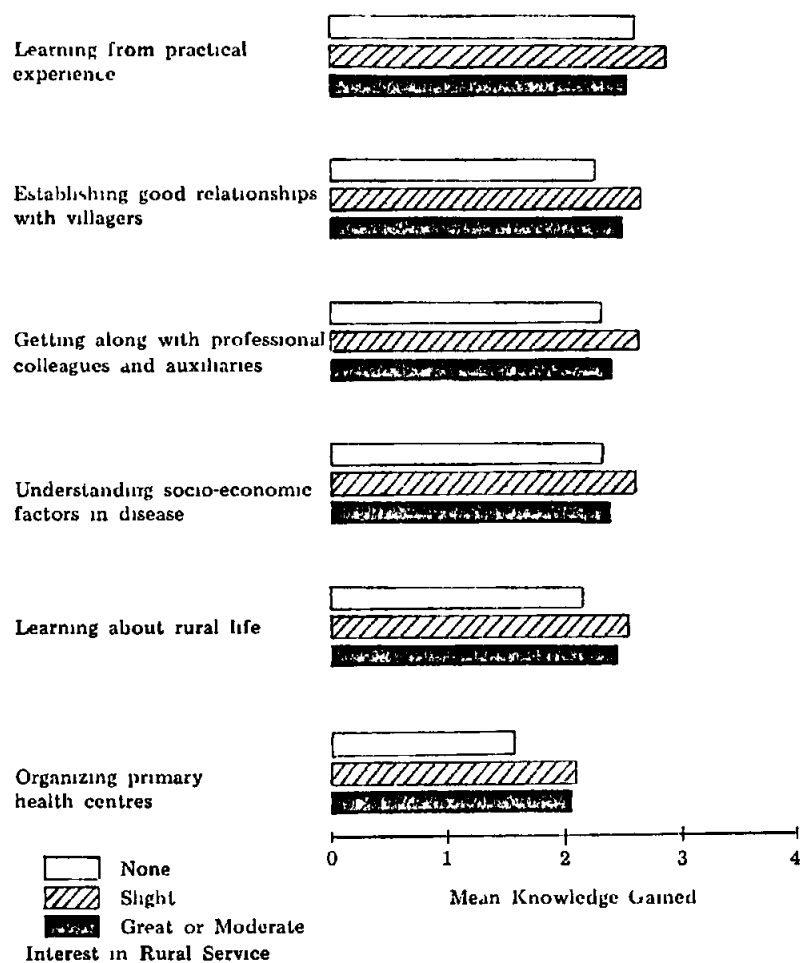 Learning from practical
experience
Establishing good relationships
with villagers
Getting along with professional
colleagues and auxiliaries
Understanding socio-economic
factors in disease
Learning about rural life
Organizing primary
health centres
0 1 2 3 4
Mean Knowledge Gained
None
Slight
Great or Moderate
Interest in Rural Service